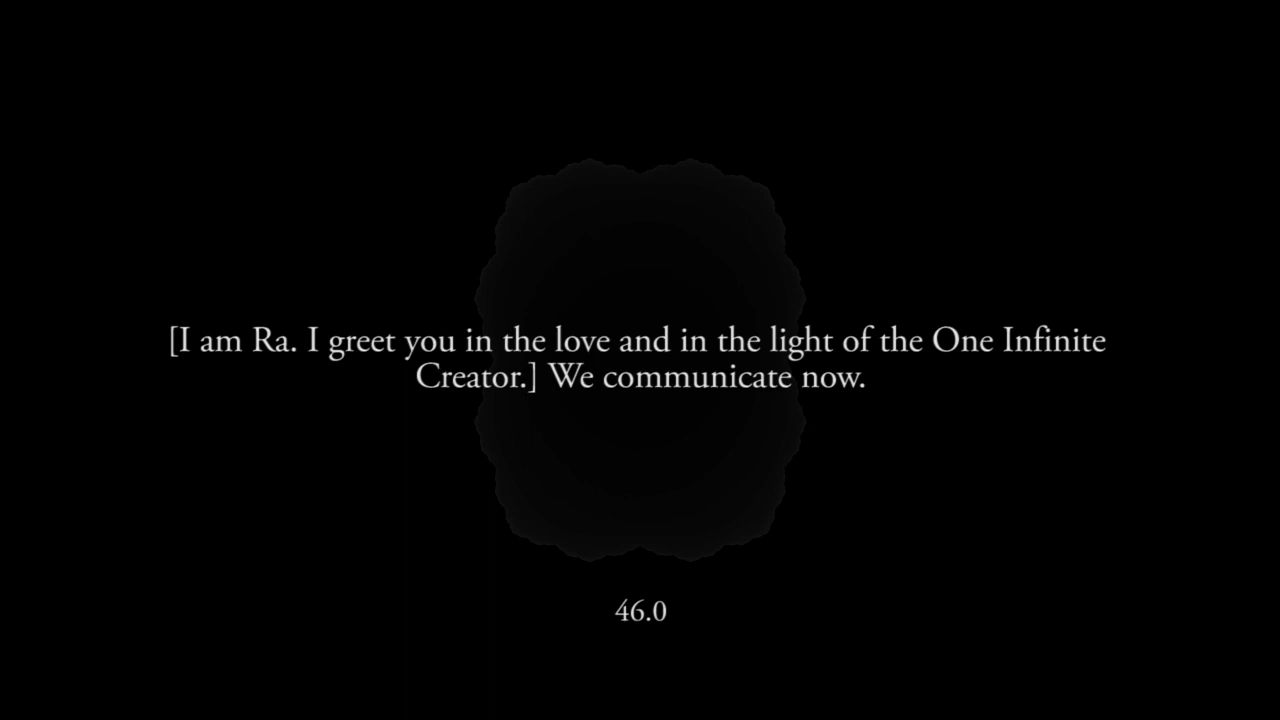 [I am Ra. I greet you in the love and in the light of the One Infinite
Creator.] We communicate now.
46.0